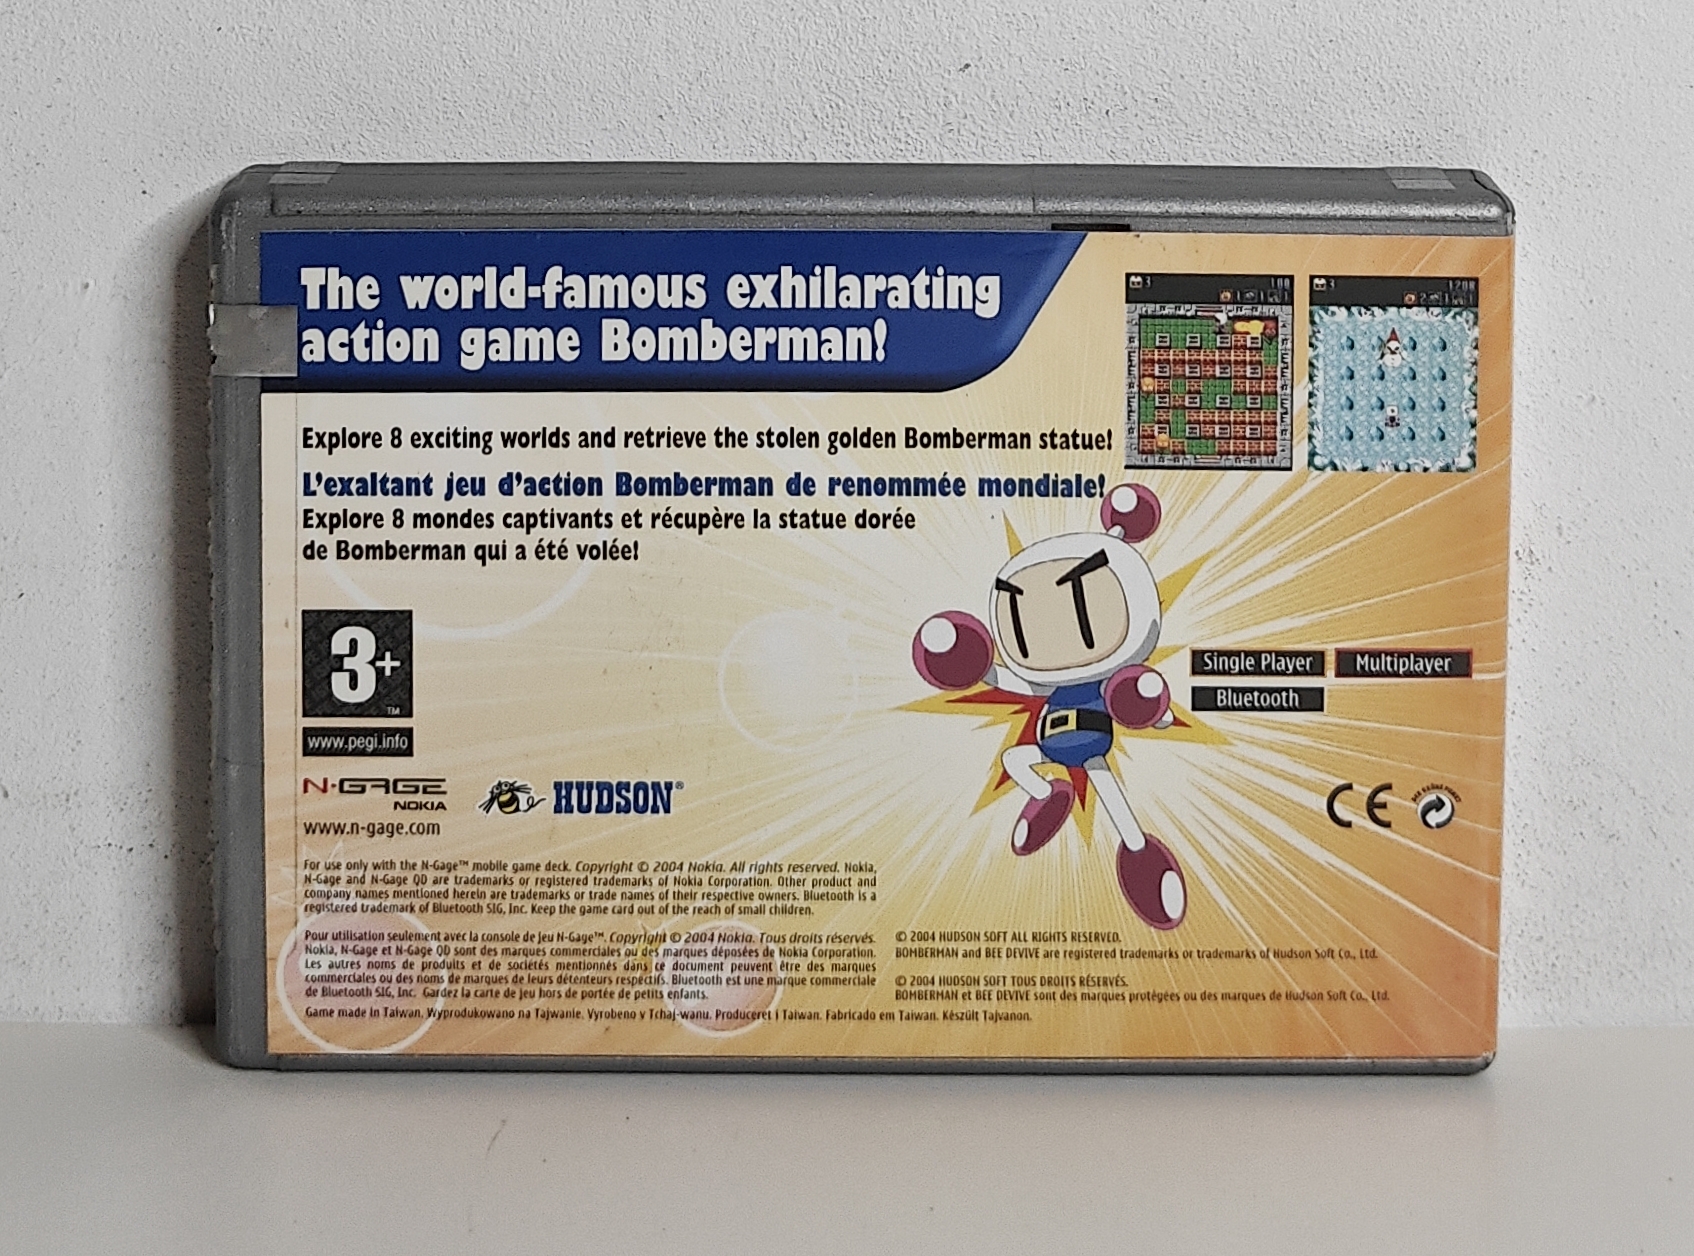 The world-famous exhilarating
action game Bomberman!
Explore 8 exciting worlds and retrieve the stolen golden Bomberman statue!
L'exaltant jeu d'action Bomberman de renommée mondiale!
Explore 8 mondes captivants et récupère la statue dorée
de Bomberman qui a été volée!
3 100
1 1 1
3 1200
2 1 1
3+
TM
www.pegi.info
Single Player Multiplayer
Bluetooth
N·GAGE
NOKIA
HUDSON®
www.n-gage.com
CE
For use only with the N-Gage™ mobile game deck. Copyright © 2004 Nokia. All rights reserved. Nokia,
N-Gage and N-Gage QD are trademarks or registered trademarks of Nokia Corporation. Other product and
company names mentioned herein are trademarks or trade names of their respective owners. Bluetooth is a
registered trademark of Bluetooth SIG, Inc. Keep the game card out of the reach of small children.
Pour utilisation seulement avec la console de jeu N-Gage™. Copyright © 2004 Nokia. Tous droits réservés.
Nokia, N-Gage et N-Gage QD sont des marques commerciales ou des marques déposées de Nokia Corporation.
Les autres noms de produits et de sociétés mentionnés dans ce document peuvent être des marques
commerciales ou des noms de marques de leurs détenteurs respectifs. Bluetooth est une marque commerciale
de Bluetooth SIG, Inc. Gardez la carte de jeu hors de portée de petits enfants.
© 2004 HUDSON SOFT ALL RIGHTS RESERVED.
BOMBERMAN and BEE DEVIVE are registered trademarks or trademarks of Hudson Soft Co., Ltd.
© 2004 HUDSON SOFT TOUS DROITS RÉSERVÉS.
BOMBERMAN et BEE DEVIVE sont des marques protégées ou des marques de Hudson Soft Co., Ltd.
Game made in Taiwan. Wyprodukowano na Tajwanie. Vyrobeno v Tchaj-wanu. Produceret i Taiwan. Fabricado em Taiwan. Készült Tajvanon.